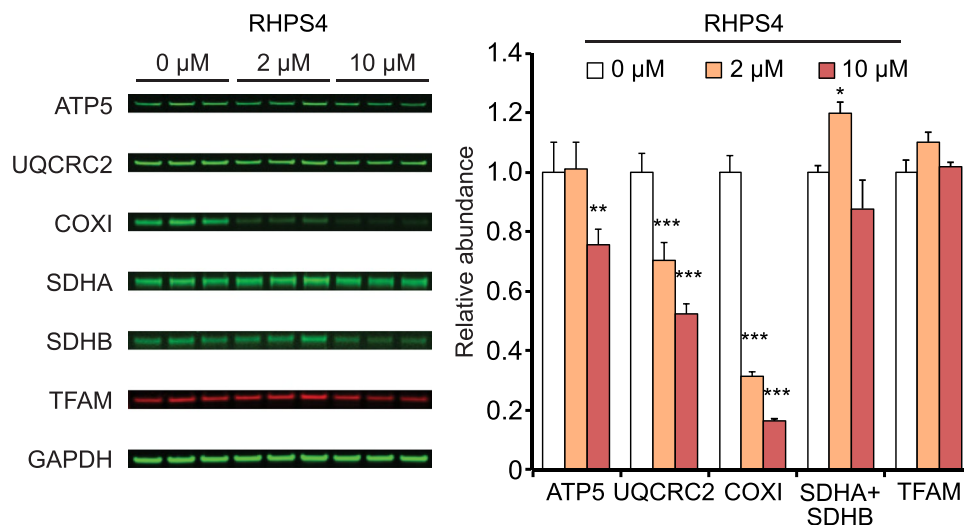 RHPS4
0 µM 2 µM 10 µM
ATP5
UQCRC2
COXI
SDHA
SDHB
TFAM
GAPDH
RHPS4
0 µM 2 µM 10 µM
Relative abundance
1.4
1.2
1.0
0.8
0.6
0.4
0.2
0
**
***
***
***
***
*
ATP5 UQCRC2 COXI SDHA+ TFAM
SDHB